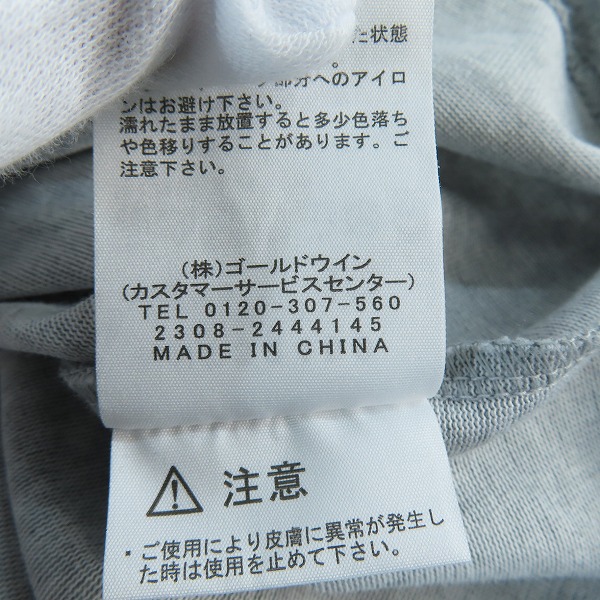 た状態
。
部分へのアイロ
ンはお避け下さい。
濡れたまま放置すると多少色落ち
や色移りすることがあります。ご
注意下さい。
(株)ゴールドウイン
(カスタマーサービスセンター)
TEL 0120-307-560
2308-2444145
MADE IN CHINA
注意
・ご使用により皮膚に異常が発生し
た時は使用を止めて下さい。